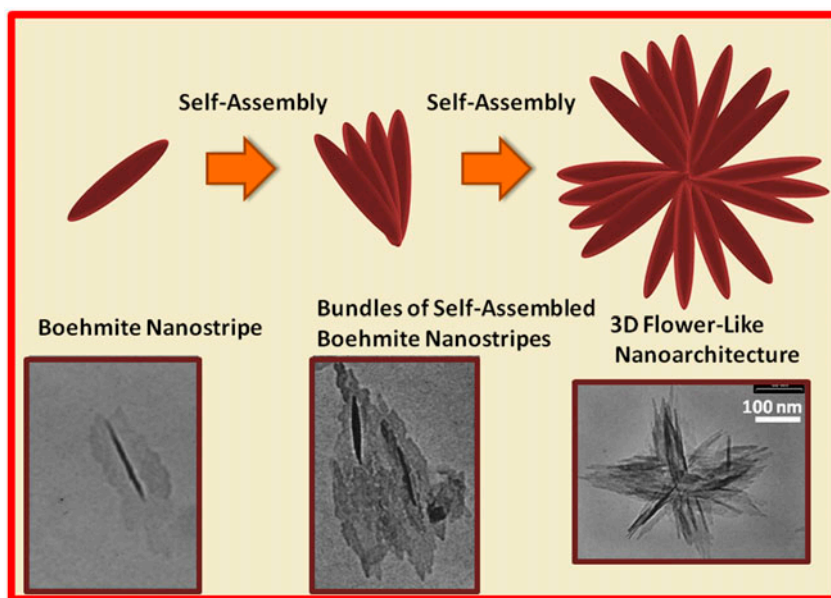 Self-Assembly
Self-Assembly
Boehmite Nanostripe
Bundles of Self-Assembled
Boehmite Nanostripes
3D Flower-Like
Nanoarchitecture
100 nm